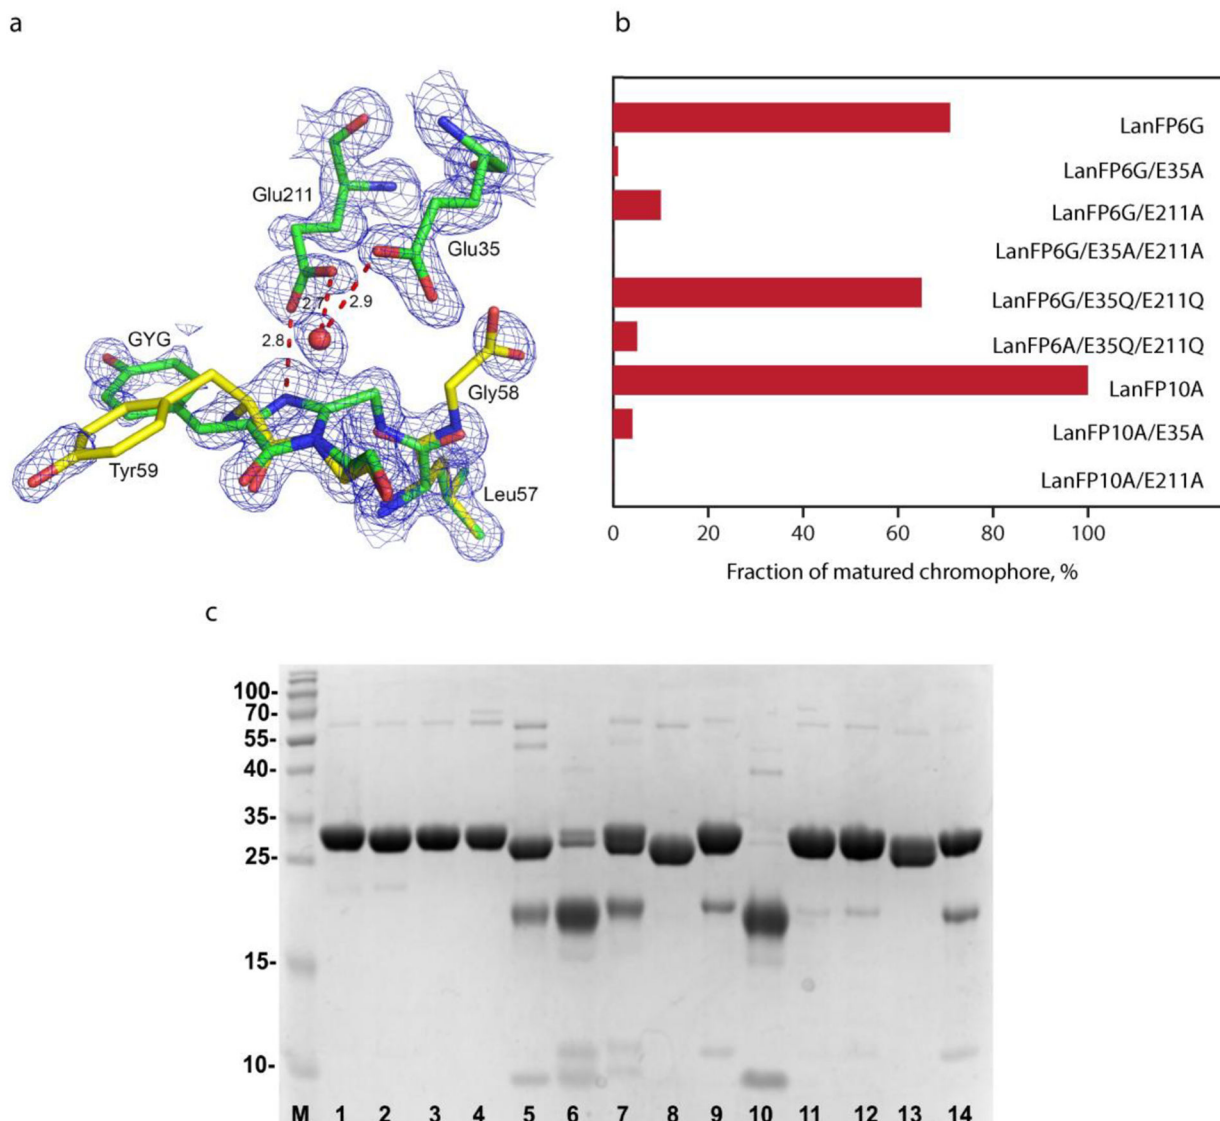 a
b
Glu211
Glu35
2.7
2.9
2.8
GYG
Gly58
Tyr59
Leu57
LanFP6G
LanFP6G/E35A
LanFP6G/E211A
LanFP6G/E35A/E211A
LanFP6G/E35Q/E211Q
LanFP6A/E35Q/E211Q
LanFP10A
LanFP10A/E35A
LanFP10A/E211A
0 20 40 60 80 100
Fraction of matured chromophore, %
c
100-
70-
55-
40-
35-
25-
15-
10-
M 1 2 3 4 5 6 7 8 9 10 11 12 13 14